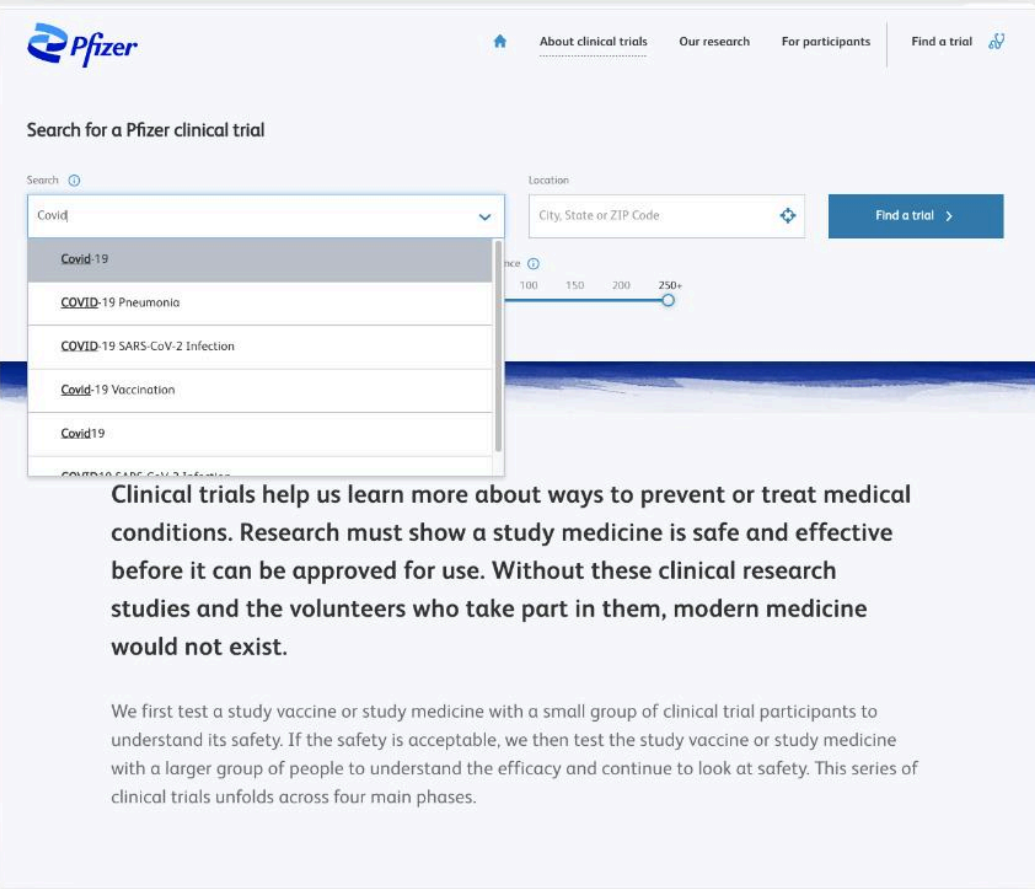 Pfizer
About clinical trials
Our research
For participants
Find a trial
Search for a Pfizer clinical trial
Search
Location
Covid
City, State or ZIP Code
Find a trial
Covid-19
COVID-19 Pneumonia
COVID-19 SARS-CoV-2 Infection
Covid-19 Vaccination
Covid19
COVID19 SARS-CoV-2 Infection
nce
100 150 200 250+
Clinical trials help us learn more about ways to prevent or treat medical
conditions. Research must show a study medicine is safe and effective
before it can be approved for use. Without these clinical research
studies and the volunteers who take part in them, modern medicine
would not exist.
We first test a study vaccine or study medicine with a small group of clinical trial participants to
understand its safety. If the safety is acceptable, we then test the study vaccine or study medicine
with a larger group of people to understand the efficacy and continue to look at safety. This series of
clinical trials unfolds across four main phases.